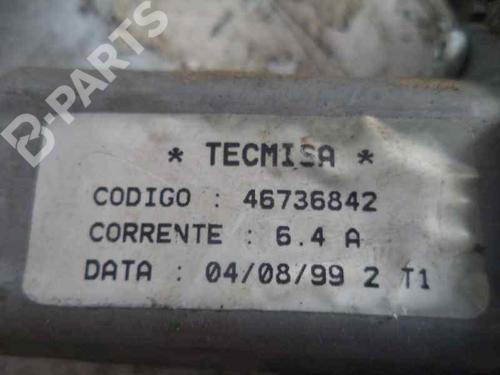 B-PARTS
* TECMISA *
CODIGO : 46736842
CORRENTE : 6.4 A
DATA : 04/08/99 2 T1